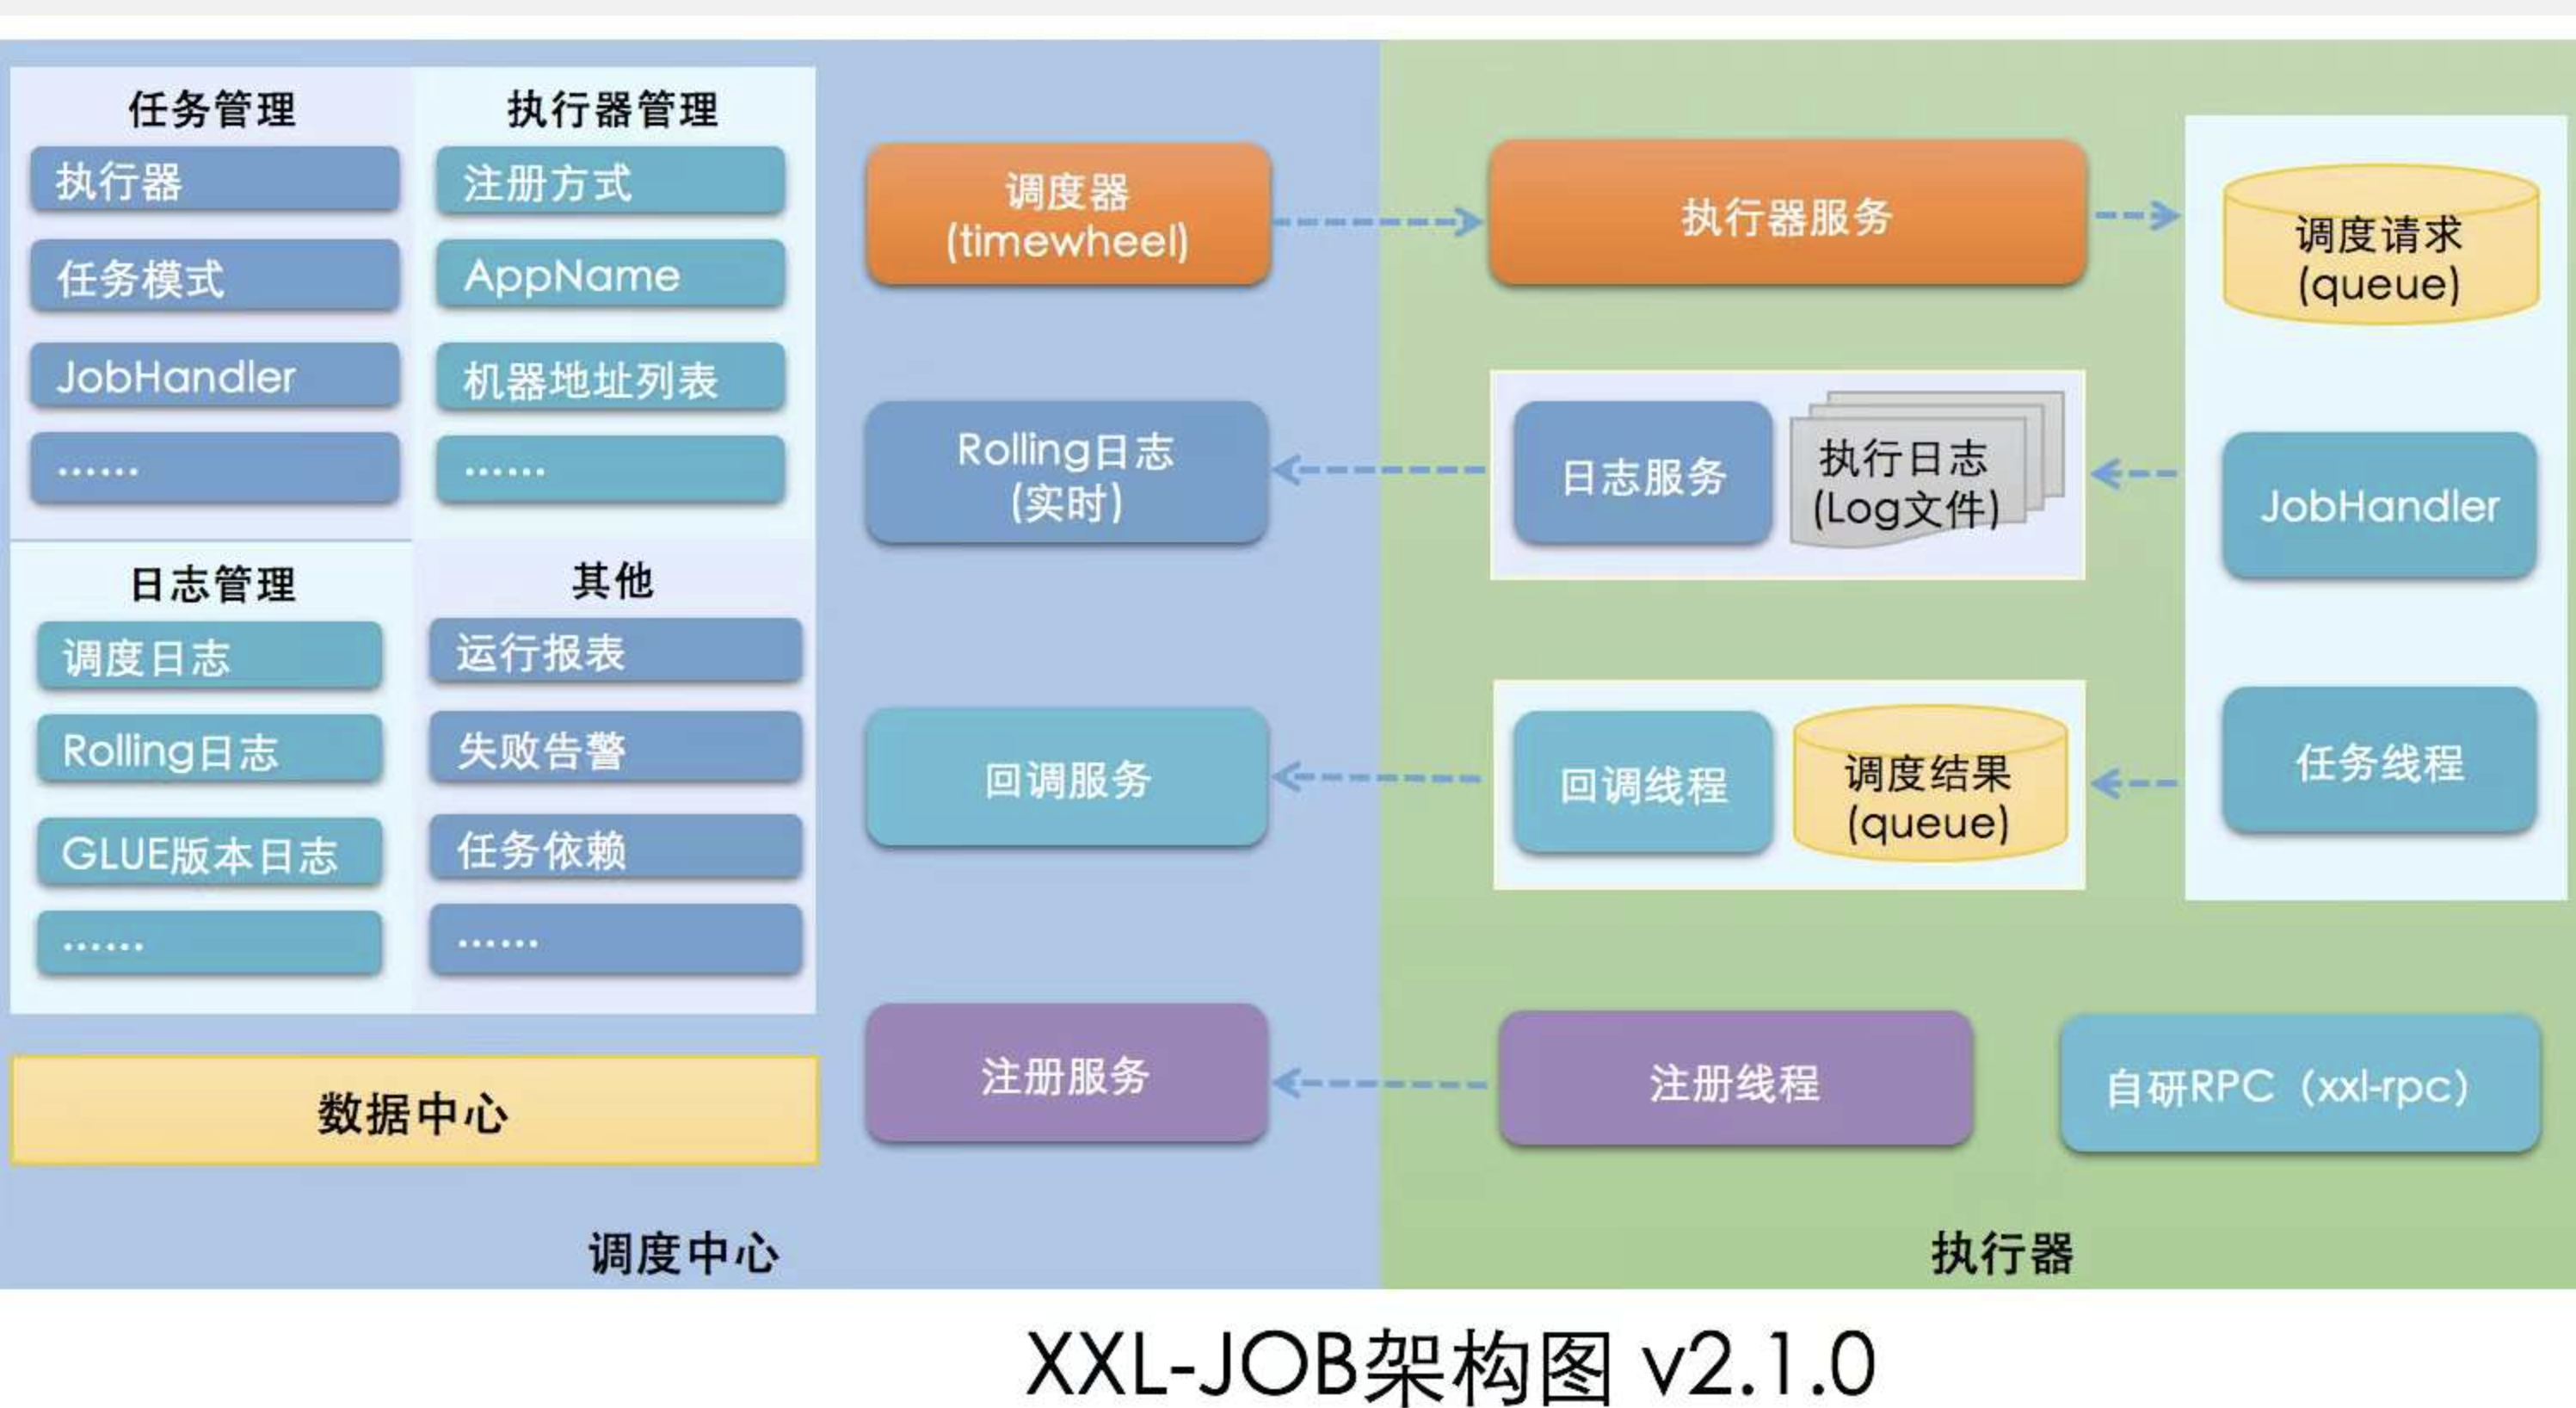 任务管理
执行器
任务模式
JobHandler
……
执行器管理
注册方式
AppName
机器地址列表
……
日志管理
调度日志
Rolling日志
GLUE版本日志
……
其他
运行报表
失败告警
任务依赖
……
数据中心
调度器
(timewheel)
Rolling日志
(实时)
回调服务
注册服务
调度中心
执行器服务
日志服务
执行日志
(Log文件)
回调线程
调度结果
(queue)
注册线程
调度请求
(queue)
JobHandler
任务线程
自研RPC（xxl-rpc）
执行器
XXL-JOB架构图 v2.1.0